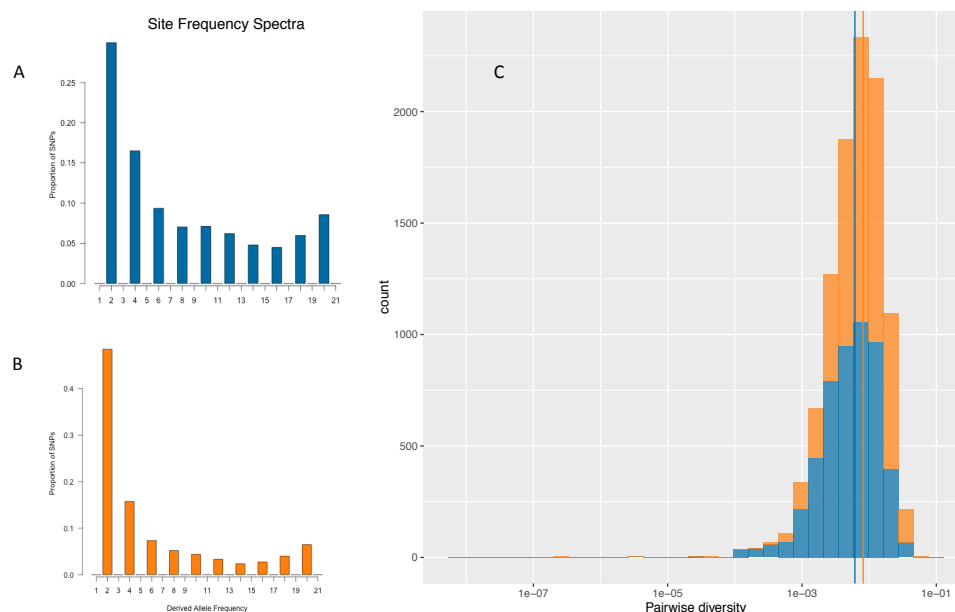 Site Frequency Spectra
A
Proportion of SNPs
0.25
0.20
0.15
0.10
0.05
0.00
1 2 3 4 5 6 7 8 9 11 13 15 17 19 21
B
Proportion of SNPs
0.4
0.3
0.2
0.1
0.0
1 2 3 4 5 6 7 8 9 11 13 15 17 19 21
Derived Allele Frequency
C
count
2000
1500
1000
500
0
1e-07 1e-05 1e-03 1e-01
Pairwise diversity